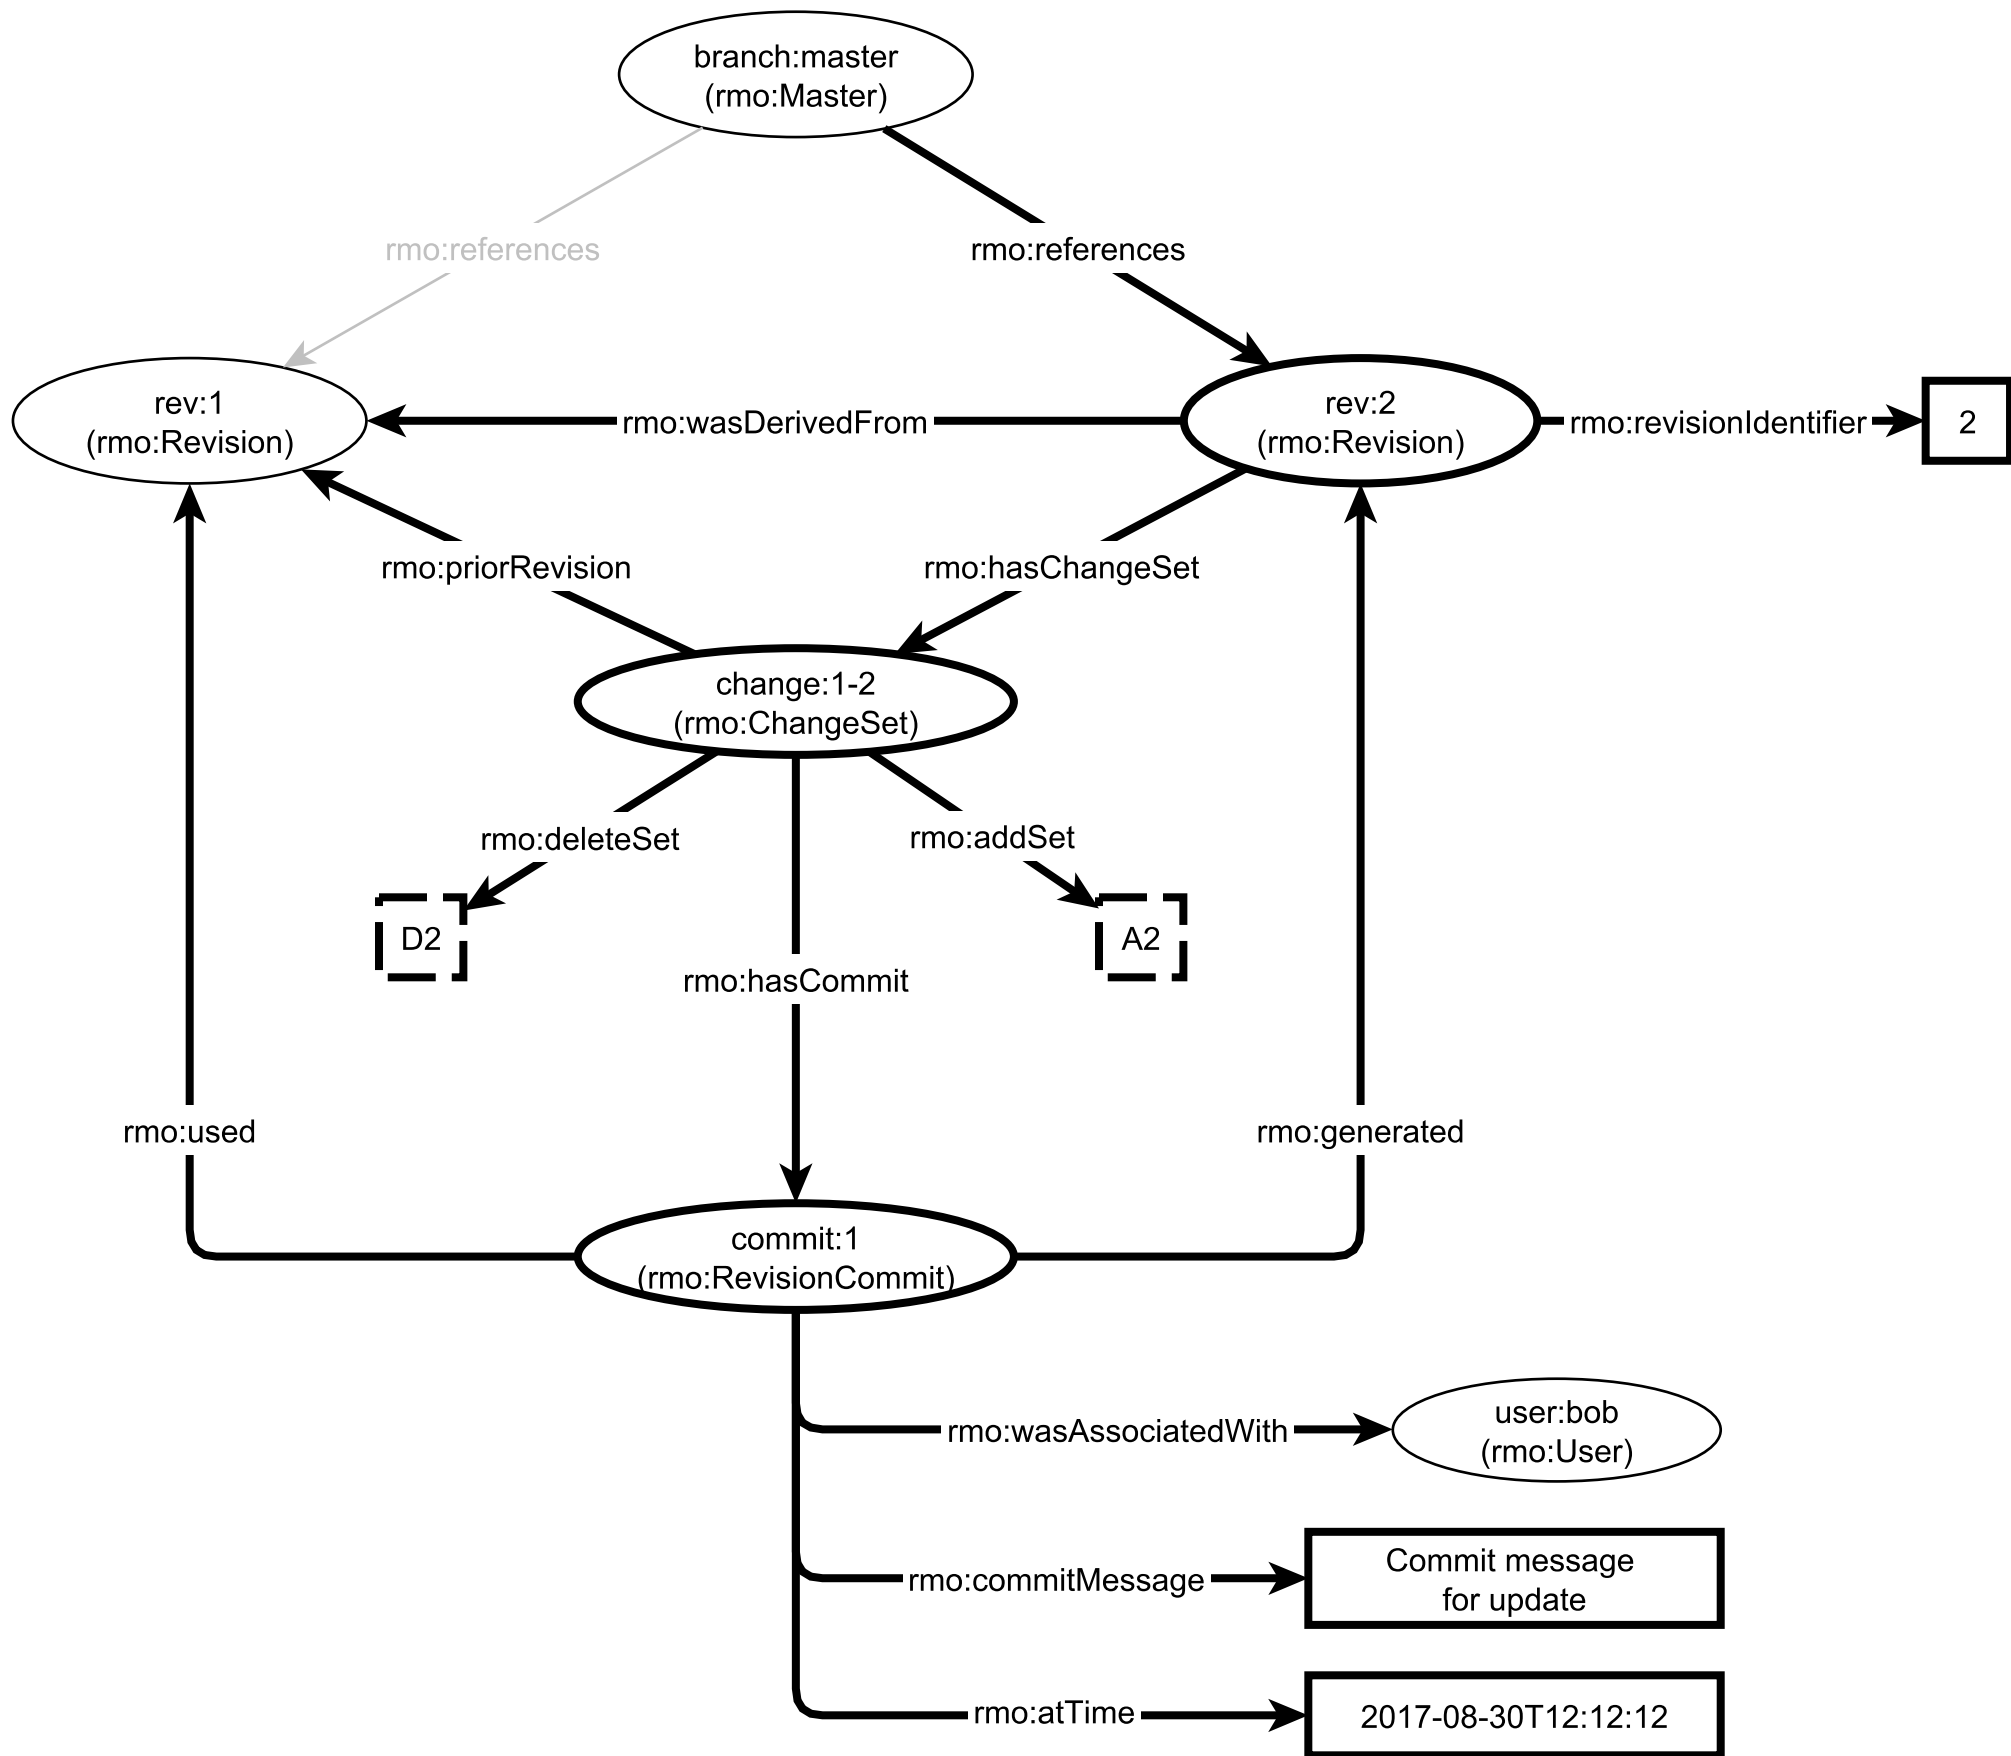 branch:master
(rmo:Master)
rmo:references
rmo:references
rev:1
(rmo:Revision)
rmo:wasDerivedFrom
rev:2
(rmo:Revision)
rmo:revisionIdentifier
2
rmo:priorRevision
rmo:hasChangeSet
change:1-2
(rmo:ChangeSet)
rmo:deleteSet
rmo:addSet
D2
A2
rmo:hasCommit
rmo:used
rmo:generated
commit:1
(rmo:RevisionCommit)
rmo:wasAssociatedWith
user:bob
(rmo:User)
rmo:commitMessage
Commit message
for update
rmo:atTime
2017-08-30T12:12:12